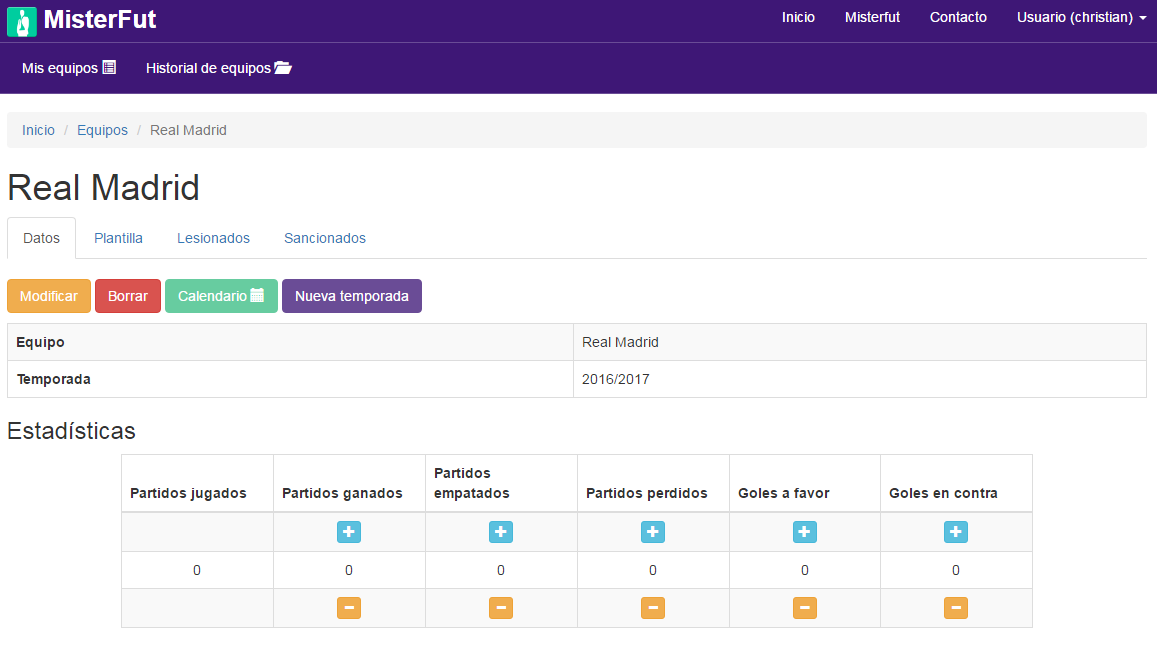 MisterFut
Inicio Misterfut Contacto Usuario (christian)
Mis equipos Historial de equipos
Inicio / Equipos / Real Madrid
Real Madrid
Datos Plantilla Lesionados Sancionados
Modificar Borrar Calendario Nueva temporada
Equipo Real Madrid
Temporada 2016/2017
Estadísticas
Partidos jugados Partidos ganados Partidos empatados Partidos perdidos Goles a favor Goles en contra
0 0 0 0 0 0